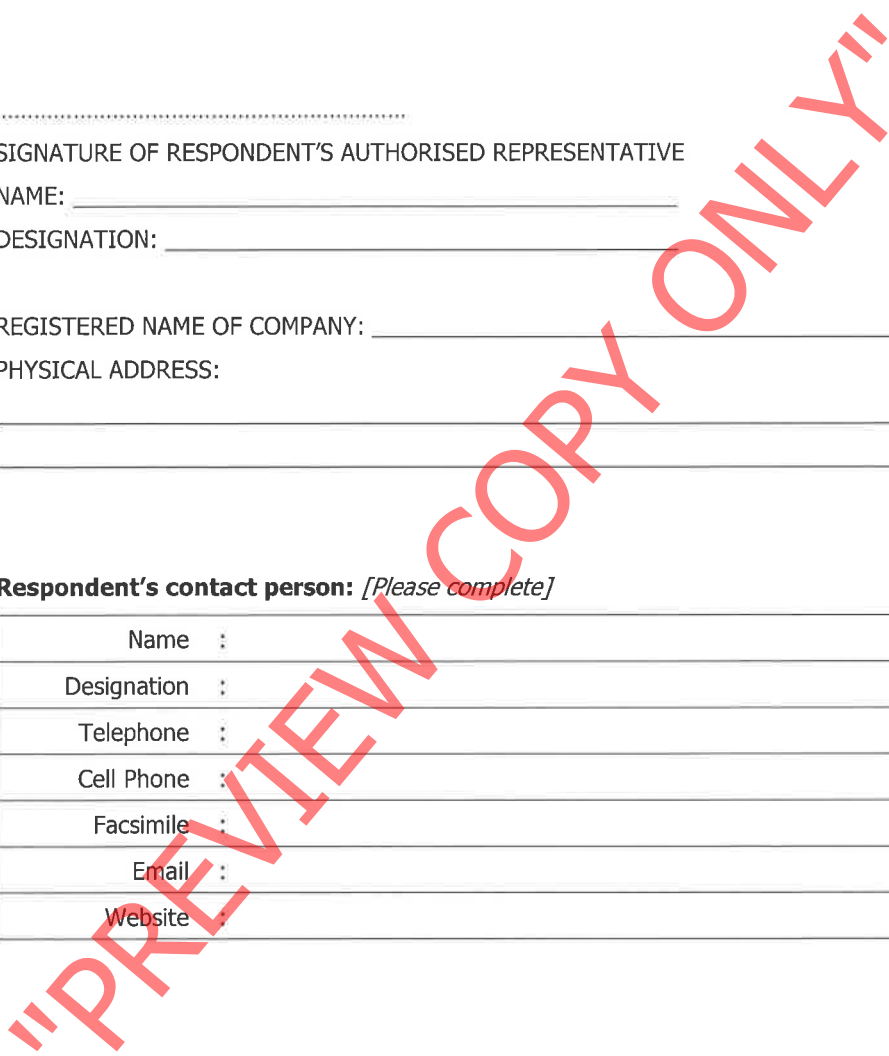 SIGNATURE OF RESPONDENT'S AUTHORISED REPRESENTATIVE
NAME:
DESIGNATION:
REGISTERED NAME OF COMPANY:
PHYSICAL ADDRESS:
Respondent's contact person: [Please complete]
Name :
Designation :
Telephone :
Cell Phone :
Facsimile :
Email :
Website :
"PREVIEW COPY ONLY"